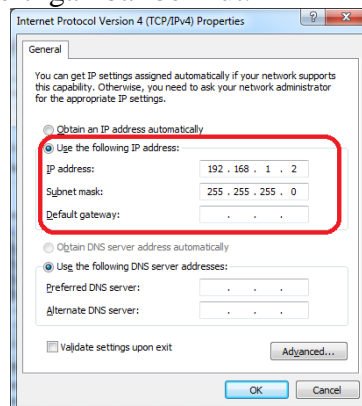 Internet Protocol Version 4 (TCP/IPv4) Properties
General
You can get IP settings assigned automatically if your network supports
this capability. Otherwise, you need to ask your network administrator
for the appropriate IP settings.
Obtain an IP address automatically
Use the following IP address:
IP address: 192 . 168 . 1 . 2
Subnet mask: 255 . 255 . 255 . 0
Default gateway: . . .
Obtain DNS server address automatically
Use the following DNS server addresses:
Preferred DNS server: . . .
Alternate DNS server: . . .
Validate settings upon exit
Advanced...
OK Cancel